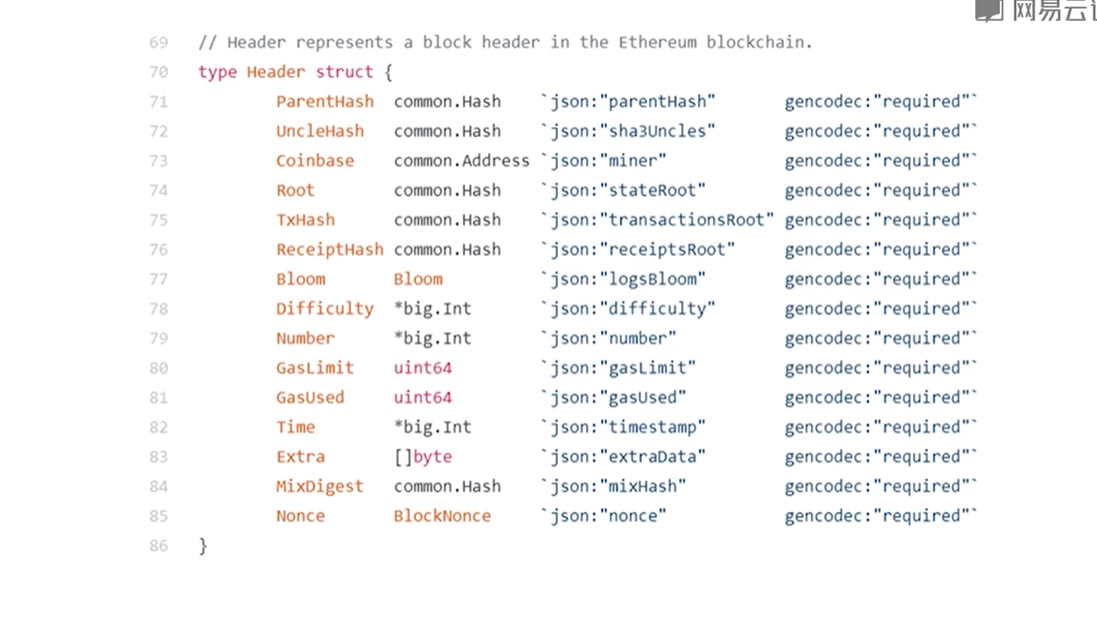 网易云
69 // Header represents a block header in the Ethereum blockchain.
70 type Header struct {
71 ParentHash common.Hash `json:"parentHash" gencodec:"required"`
72 UncleHash common.Hash `json:"sha3Uncles" gencodec:"required"`
73 Coinbase common.Address `json:"miner" gencodec:"required"`
74 Root common.Hash `json:"stateRoot" gencodec:"required"`
75 TxHash common.Hash `json:"transactionsRoot" gencodec:"required"`
76 ReceiptHash common.Hash `json:"receiptsRoot" gencodec:"required"`
77 Bloom Bloom `json:"logsBloom" gencodec:"required"`
78 Difficulty *big.Int `json:"difficulty" gencodec:"required"`
79 Number *big.Int `json:"number" gencodec:"required"`
80 GasLimit uint64 `json:"gasLimit" gencodec:"required"`
81 GasUsed uint64 `json:"gasUsed" gencodec:"required"`
82 Time *big.Int `json:"timestamp" gencodec:"required"`
83 Extra []byte `json:"extraData" gencodec:"required"`
84 MixDigest common.Hash `json:"mixHash" gencodec:"required"`
85 Nonce BlockNonce `json:"nonce" gencodec:"required"`
86 }